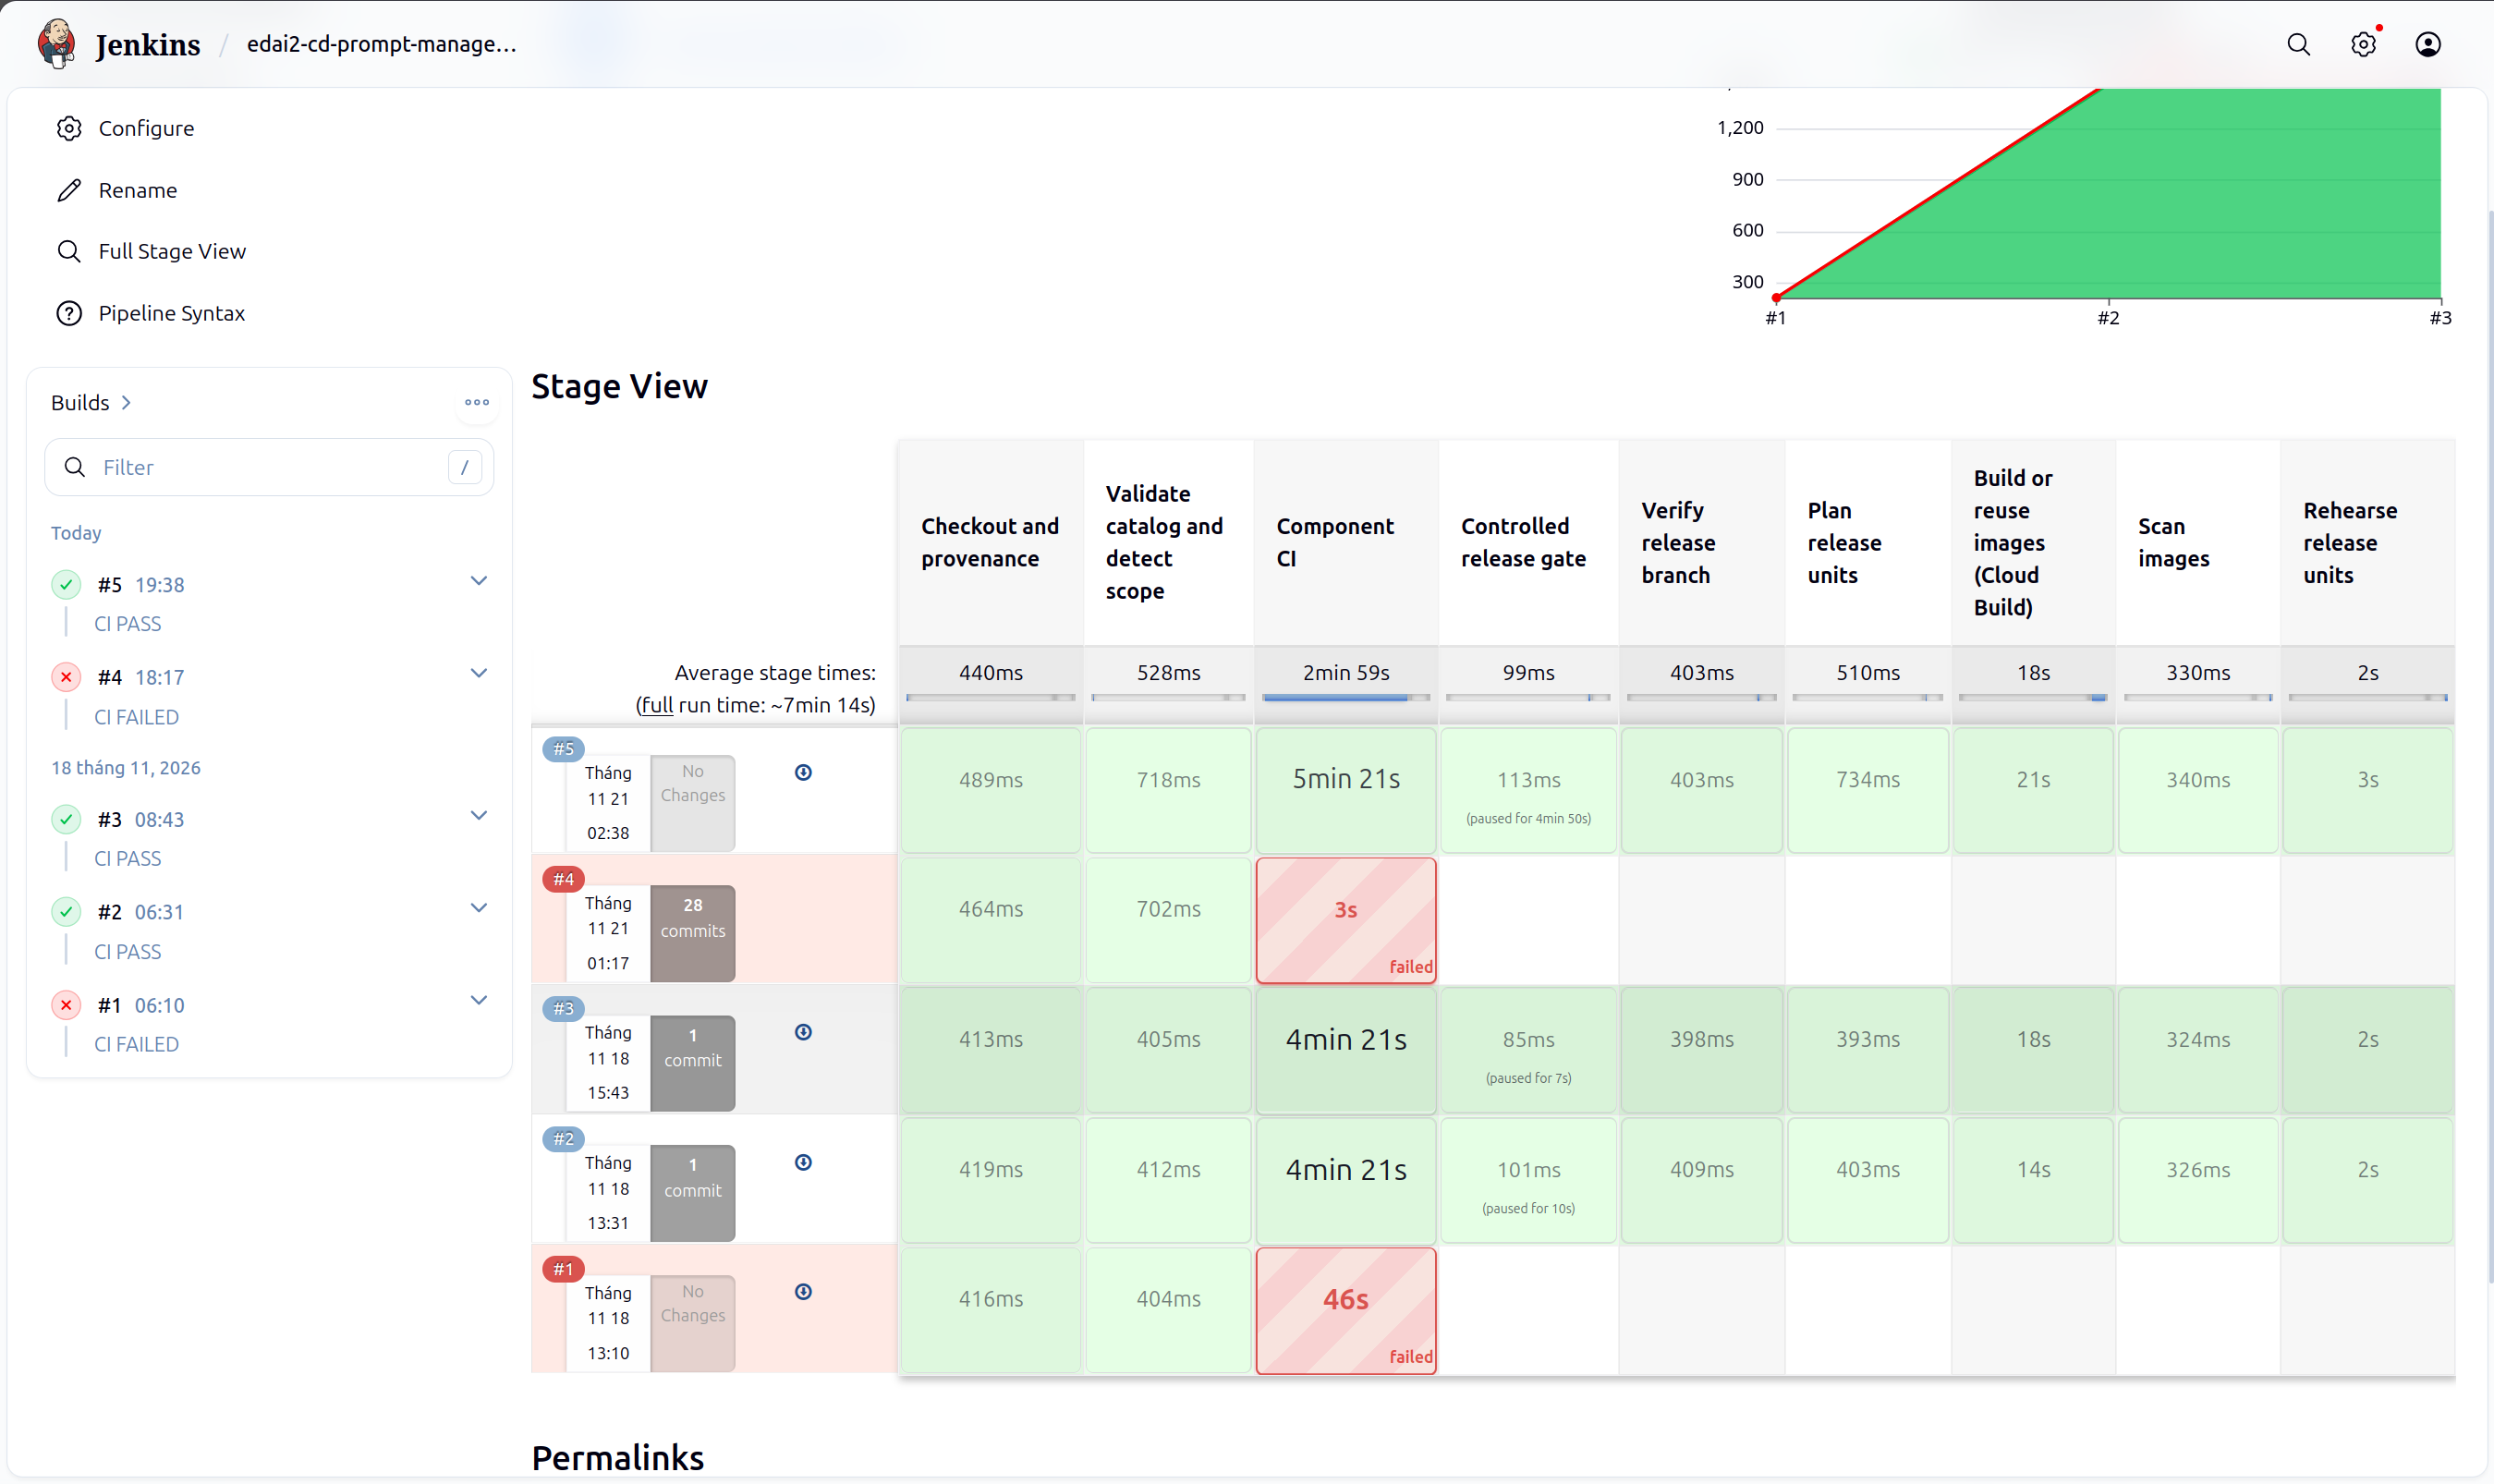 Jenkins / edai2-cd-prompt-manage...
Configure
Rename
Full Stage View
Pipeline Syntax
1,200
900
600
300
#1 #2 #3
Builds
Filter /
Today
#5 19:38
CI PASS
#4 18:17
CI FAILED
18 tháng 11, 2026
#3 08:43
CI PASS
#2 06:31
CI PASS
#1 06:10
CI FAILED
Stage View
Checkout and
provenance
Validate
catalog and
detect
scope
Component
CI
Controlled
release gate
Verify
release
branch
Plan
release
units
Build or
reuse
images
(Cloud
Build)
Scan
images
Rehearse
release
units
Average stage times:
(full run time: ~7min 14s)
440ms 528ms 2min 59s 99ms 403ms 510ms 18s 330ms 2s
#5
Tháng
11 21
02:38
No
Changes
489ms 718ms 5min 21s 113ms 403ms 734ms 21s 340ms 3s
(paused for 4min 50s)
#4
Tháng
11 21
01:17
28
commits
464ms 702ms 3s
failed
#3
Tháng
11 18
15:43
1
commit
413ms 405ms 4min 21s 85ms 398ms 393ms 18s 324ms 2s
(paused for 7s)
#2
Tháng
11 18
13:31
1
commit
419ms 412ms 4min 21s 101ms 409ms 403ms 14s 326ms 2s
(paused for 10s)
#1
Tháng
11 18
13:10
No
Changes
416ms 404ms 46s
failed
Permalinks